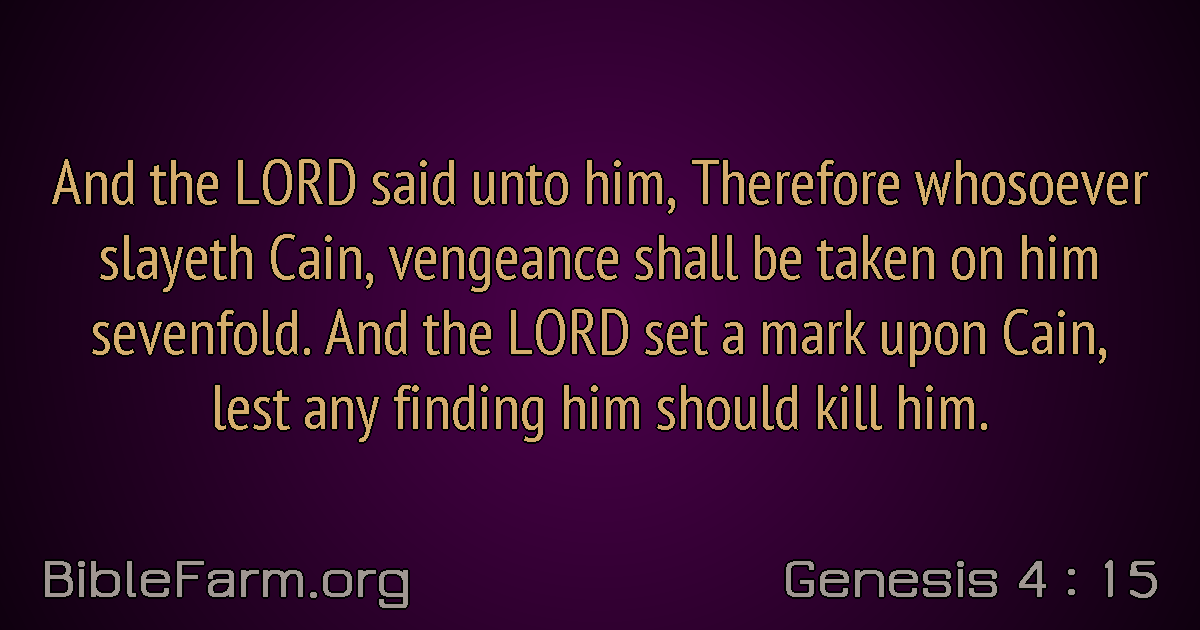 And the LORD said unto him, Therefore whosoever
slayeth Cain, vengeance shall be taken on him
sevenfold. And the LORD set a mark upon Cain,
lest any finding him should kill him.
BibleFarm.org
Genesis 4 : 15